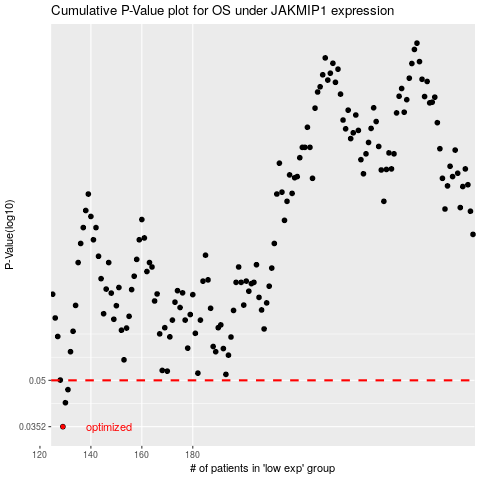 Cumulative P-Value plot for OS under JAKMIP1 expression
P-Value(log10)
0.05
0.0352
optimized
120 140 160 180
# of patients in 'low exp' group